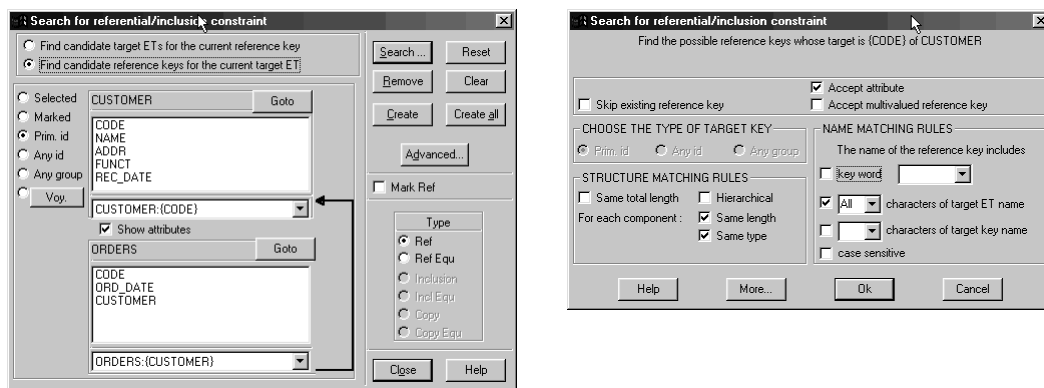 Search for referential/inclusion constraint
Find candidate target ETs for the current reference key
Find candidate reference keys for the current target ET
Search ...
Reset
Remove
Clear
Create
Create all
Advanced...
Selected
Marked
Prim. id
Any id
Any group
Voy.
CUSTOMER
Goto
CODE
NAME
ADDR
FUNCT
REC_DATE
CUSTOMER:{CODE}
Show attributes
ORDERS
Goto
CODE
ORD_DATE
CUSTOMER
ORDERS:{CUSTOMER}
Mark Ref
Type
Ref
Ref Equ
Inclusion
Incl Equ
Copy
Copy Equ
Close
Help
Search for referential/inclusion constraint
Find the possible reference keys whose target is {CODE} of CUSTOMER
Accept attribute
Skip existing reference key
Accept multivalued reference key
CHOOSE THE TYPE OF TARGET KEY
Prim. id
Any id
Any group
STRUCTURE MATCHING RULES
Same total length
Hierarchical
For each component :
Same length
Same type
NAME MATCHING RULES
The name of the reference key includes
key word
All
characters of target ET name
characters of target key name
case sensitive
Help
More...
Ok
Cancel